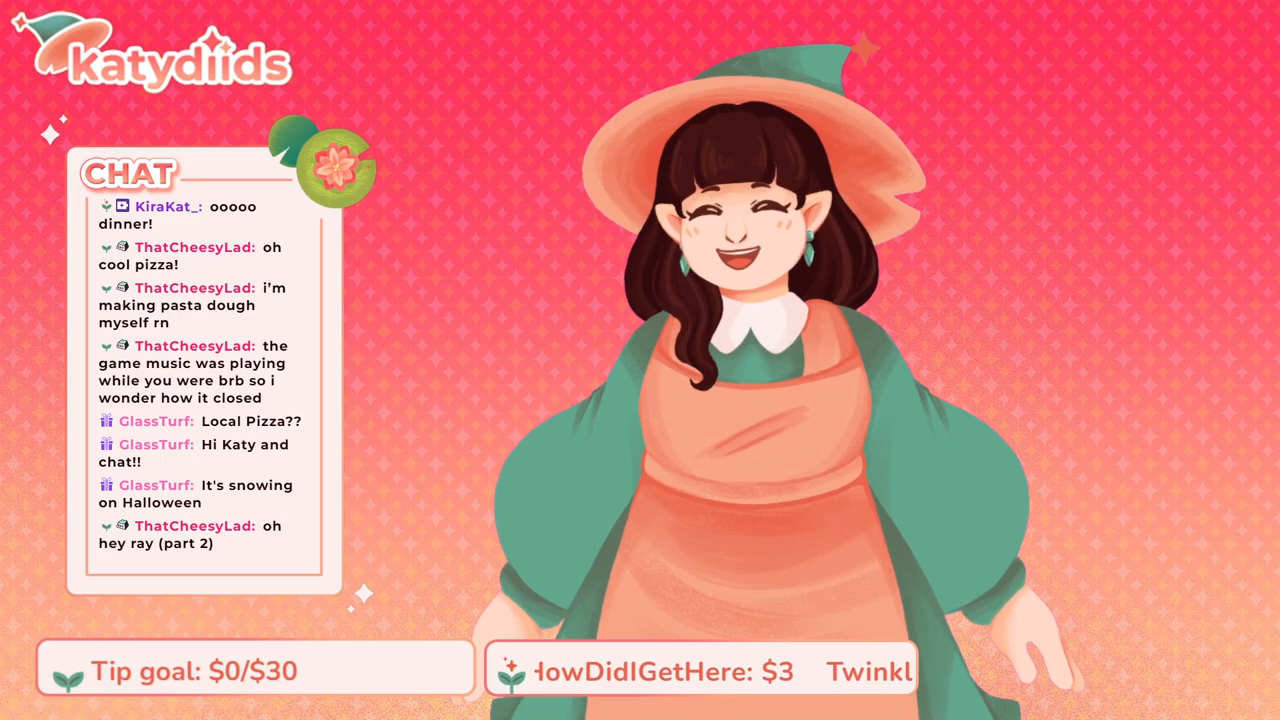 katydiids
CHAT
KiraKat_: ooooo
dinner!
ThatCheesyLad: oh
cool pizza!
ThatCheesyLad: i'm
making pasta dough
myself rn
ThatCheesyLad: the
game music was playing
while you were brb so i
wonder how it closed
GlassTurf: Local Pizza??
GlassTurf: Hi Katy and
chat!!
GlassTurf: It's snowing
on Halloween
ThatCheesyLad: oh
hey ray (part 2)
Tip goal: $0/$30
HowDidIGetHere: $3 Twinkl